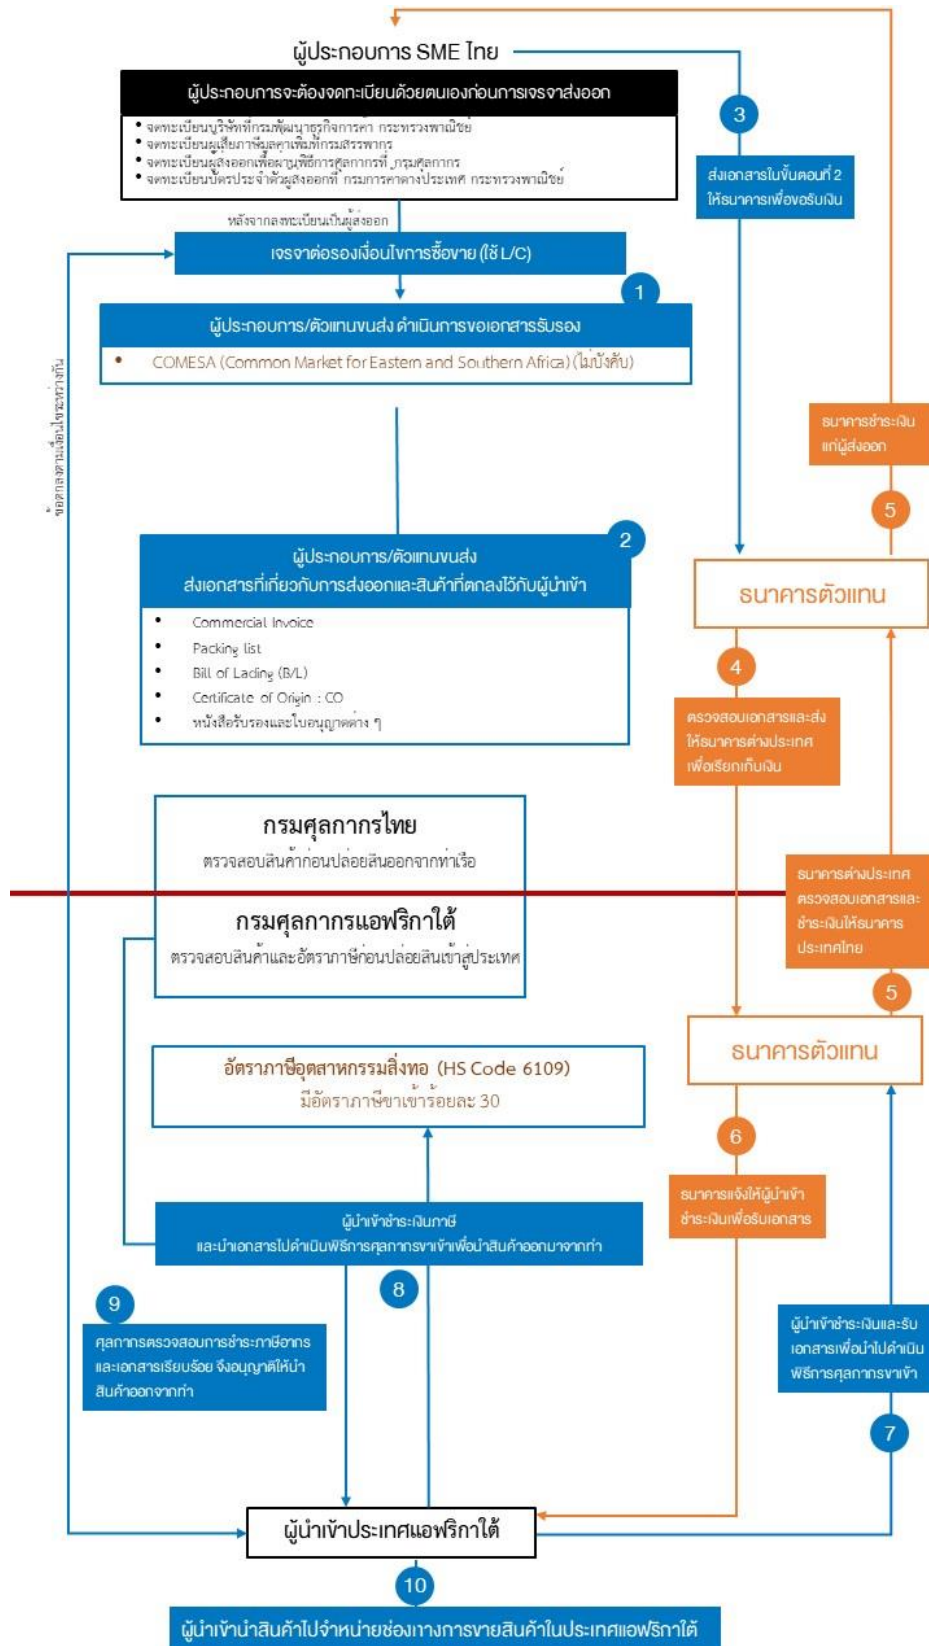 ผู้ประกอบการ SME ไทย
ผู้ประกอบการจะต้องจดทะเบียนด้วยตนเองก่อนการเจรจาส่งออก
• จดทะเบียนบริษัทที่กรมพัฒนาธุรกิจการค้า กระทรวงพาณิชย์
• จดทะเบียนผู้เสียภาษีมูลค่าเพิ่มที่กรมสรรพากร
• จดทะเบียนผู้ส่งออกเพื่อผ่านพิธีการศุลกากรที่ กรมศุลกากร
• จดทะเบียนบัตรประจำตัวผู้ส่งออกที่ กรมการค้าต่างประเทศ กระทรวงพาณิชย์
3
ส่งเอกสารในขั้นตอนที่ 2
ให้ธนาคารเพื่อขอรับเงิน
หลังจากลงทะเบียนเป็นผู้ส่งออก
เจรจาต่อรองเงื่อนไขการซื้อขาย (ใช้ L/C)
1
ผู้ประกอบการ/ตัวแทนขนส่ง ดำเนินการขอเอกสารรับรอง
• COMESA (Common Market for Eastern and Southern Africa) (ไม่บังคับ)
ข้อตกลงตามเงื่อนไขระหว่างกัน
ธนาคารชำระเงิน
แก่ผู้ส่งออก
5
2
ผู้ประกอบการ/ตัวแทนขนส่ง
ส่งเอกสารที่เกี่ยวกับการส่งออกและสินค้าที่ตกลงไว้กับผู้นำเข้า
• Commercial Invoice
• Packing list
• Bill of Lading (B/L)
• Certificate of Origin : CO
• หนังสือรับรองและใบอนุญาตต่าง ๆ
ธนาคารตัวแทน
4
ตรวจสอบเอกสารและส่ง
ให้ธนาคารต่างประเทศ
เพื่อเรียกเก็บเงิน
กรมศุลกากรไทย
ตรวจสอบสินค้าก่อนปล่อยสินออกจากท่าเรือ
กรมศุลกากรแอฟริกาใต้
ตรวจสอบสินค้าและอัตราภาษีก่อนปล่อยสินเข้าสู่ประเทศ
ธนาคารต่างประเทศ
ตรวจสอบเอกสารและ
ชำระเงินให้ธนาคาร
ประเทศไทย
5
ธนาคารตัวแทน
อัตราภาษีอุตสาหกรรมสิ่งทอ (HS Code 6109)
มีอัตราภาษีขาเข้าร้อยละ 30
6
ธนาคารแจ้งให้ผู้นำเข้า
ชำระเงินเพื่อรับเอกสาร
ผู้นำเข้าชำระเงินภาษี
และนำเอกสารไปดำเนินพิธีการศุลกากรขาเข้าเพื่อนำสินค้าออกมาจากท่า
8
9
ศุลกากรตรวจสอบการชำระภาษีอากร
และเอกสารเรียบร้อย จึงอนุญาติให้นำ
สินค้าออกจากท่า
ผู้นำเข้าชำระเงินและรับ
เอกสารเพื่อนำไปดำเนิน
พิธีการศุลกากรขาเข้า
7
ผู้นำเข้าประเทศแอฟริกาใต้
10
ผู้นำเข้านำสินค้าไปจำหน่ายช่องทางการขายสินค้าในประเทศแอฟริกาใต้